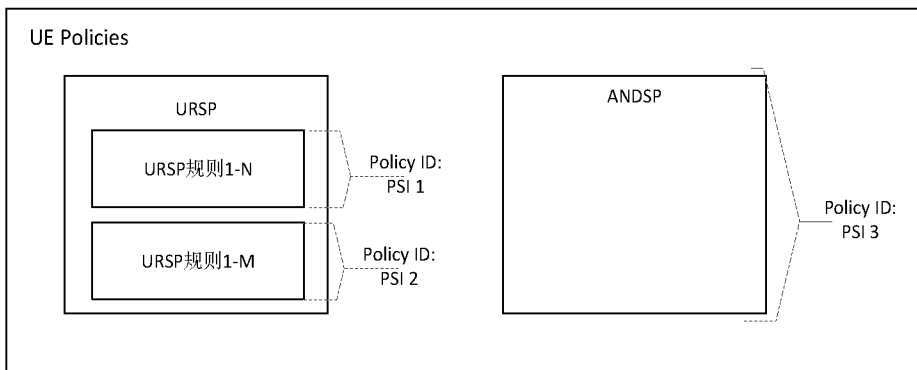 UE Policies
URSP
URSP规则1-N
Policy ID:
PSI 1
URSP规则1-M
Policy ID:
PSI 2
ANDSP
Policy ID:
PSI 3